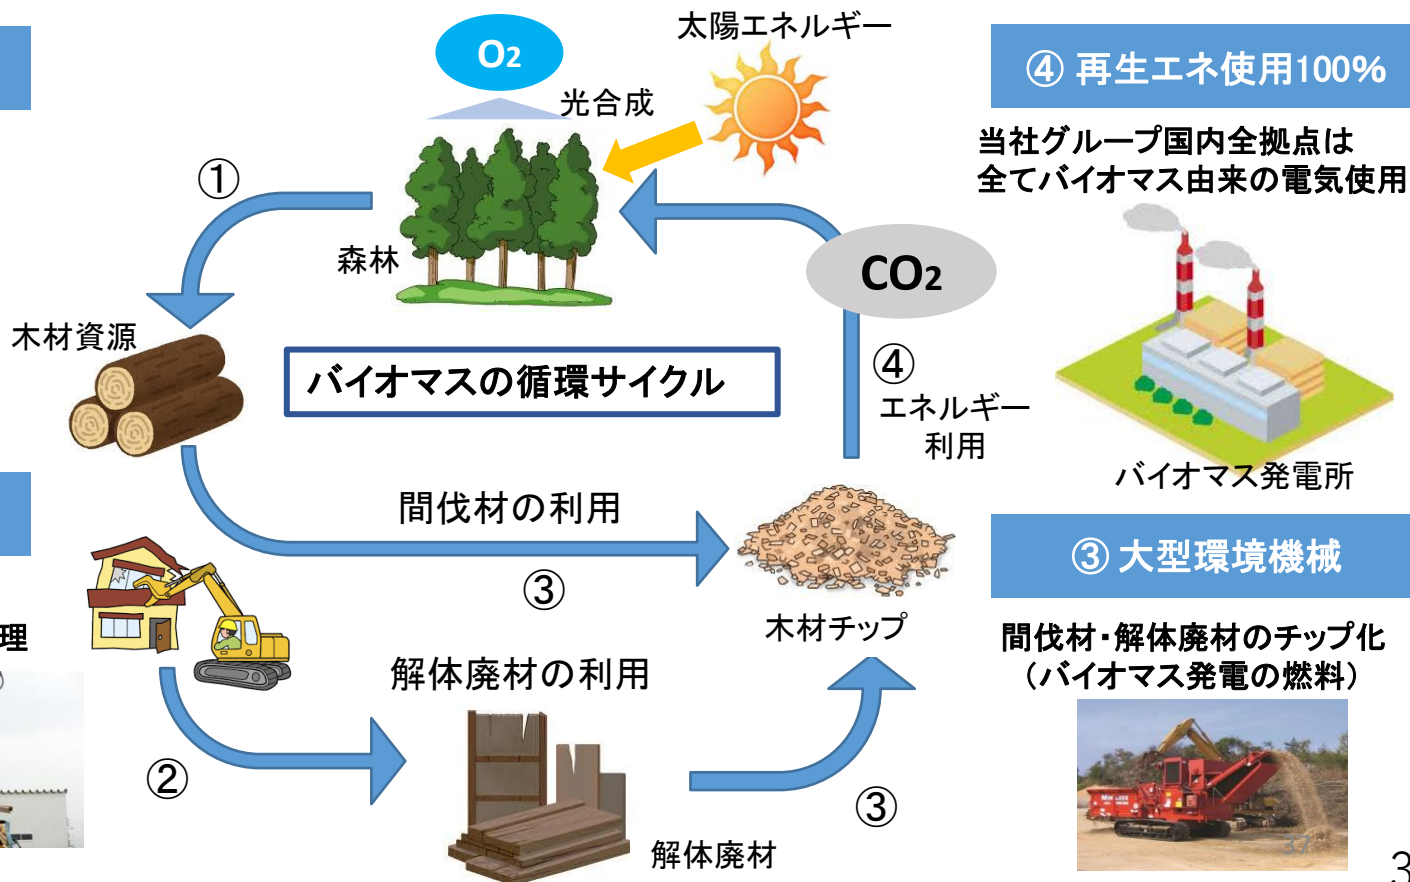 O2
太陽エネルギー
光合成
①
森林
CO2
木材資源
バイオマスの循環サイクル
④
エネルギー
利用
間伐材の利用
③
木材チップ
理
解体廃材の利用
②
③
解体廃材
④ 再生エネ使用100%
当社グループ国内全拠点は
全てバイオマス由来の電気使用
バイオマス発電所
③ 大型環境機械
間伐材・解体廃材のチップ化
（バイオマス発電の燃料）
37
3